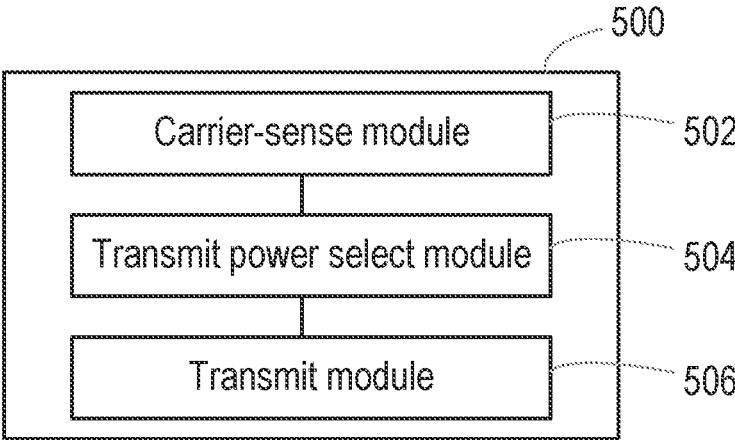 500
Carrier-sense module
502
Transmit power select module
504
Transmit module
506